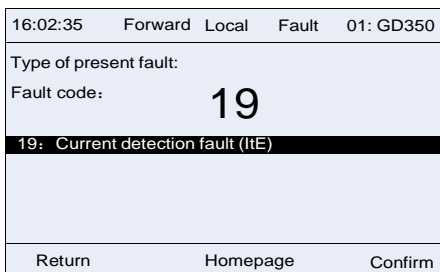 16:02:35 Forward Local Fault 01: GD350
Type of present fault:
Fault code： 19
19：Current detection fault (ItE)
Return Homepage Confirm